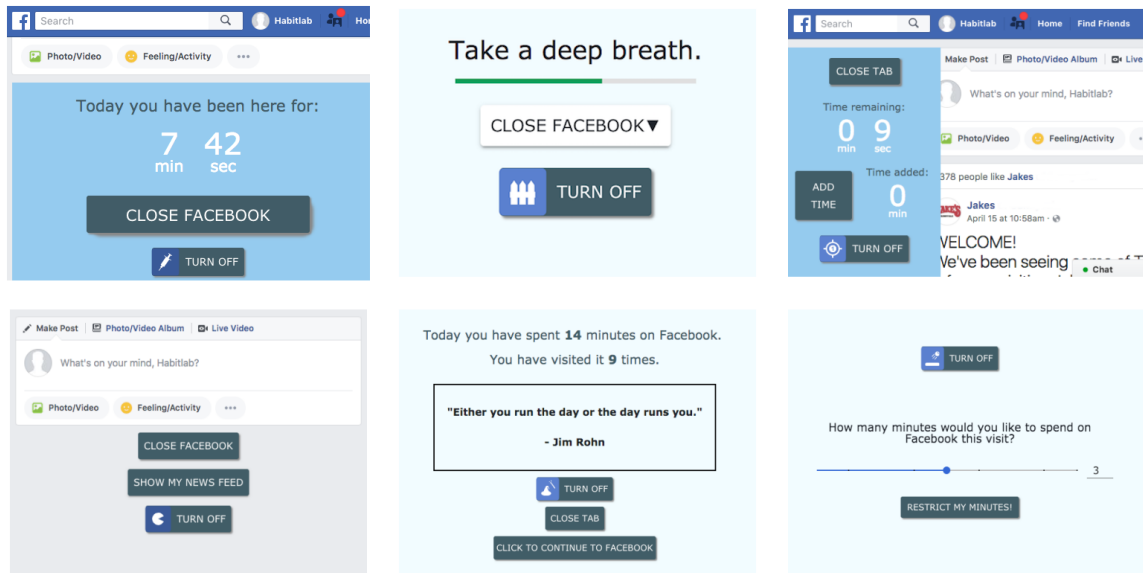 Search
Habitlab
Photo/Video
Feeling/Activity
Today you have been here for:
7 42
min sec
CLOSE FACEBOOK
TURN OFF
Take a deep breath.
CLOSE FACEBOOK▼
TURN OFF
Search
Habitlab
Home
Find Friends
CLOSE TAB
Time remaining:
0 9
min sec
ADD
TIME
Time added:
0
min
TURN OFF
Make Post
Photo/Video Album
Live
What's on your mind, Habitlab?
Photo/Video
Feeling/Activity
378 people like Jakes
Jakes
April 15 at 10:58am
WELCOME!
We've been seeing
Chat
Make Post
Photo/Video Album
Live Video
What's on your mind, Habitlab?
Photo/Video
Feeling/Activity
CLOSE FACEBOOK
SHOW MY NEWS FEED
TURN OFF
Today you have spent 14 minutes on Facebook.
You have visited it 9 times.
"Either you run the day or the day runs you."
- Jim Rohn
TURN OFF
CLOSE TAB
CLICK TO CONTINUE TO FACEBOOK
TURN OFF
How many minutes would you like to spend on
Facebook this visit?
3
RESTRICT MY MINUTES!